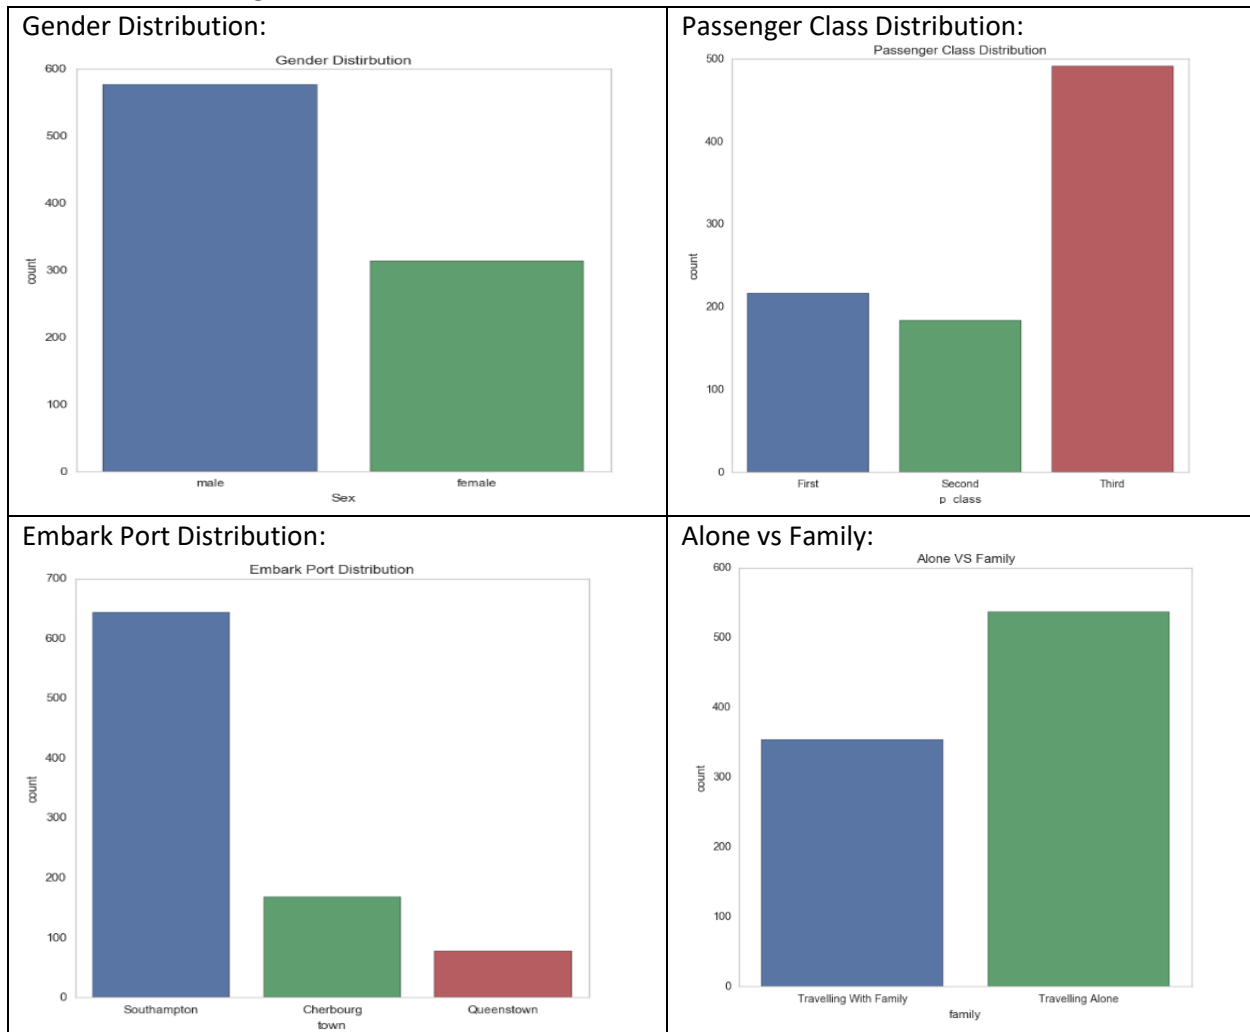 Gender Distribution:
Gender Distirbution
600
500
400
300
200
100
0
count
male
female
Sex
Passenger Class Distribution:
Passenger Class Distribution
500
400
300
200
100
0
count
First
Second
Third
p_class
Embark Port Distribution:
Embark Port Distribution
700
600
500
400
300
200
100
0
count
Southampton
Cherbourg
Queenstown
town
Alone vs Family:
Alone VS Family
600
500
400
300
200
100
0
count
Travelling With Family
Travelling Alone
family